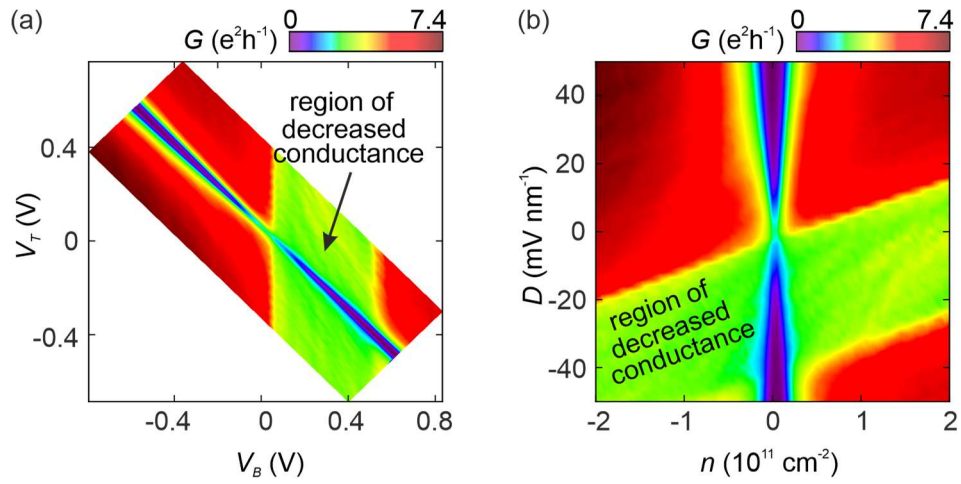 (a)
0 7.4
G (e²h⁻¹)
region of
decreased
conductance
0.4
0
-0.4
V_T (V)
-0.4 0 0.4 0.8
V_B (V)
(b)
0 7.4
G (e²h⁻¹)
40
20
0
-20
-40
D (mV nm⁻¹)
region of
decreased
conductance
-2 -1 0 1 2
n (10¹¹ cm⁻²)